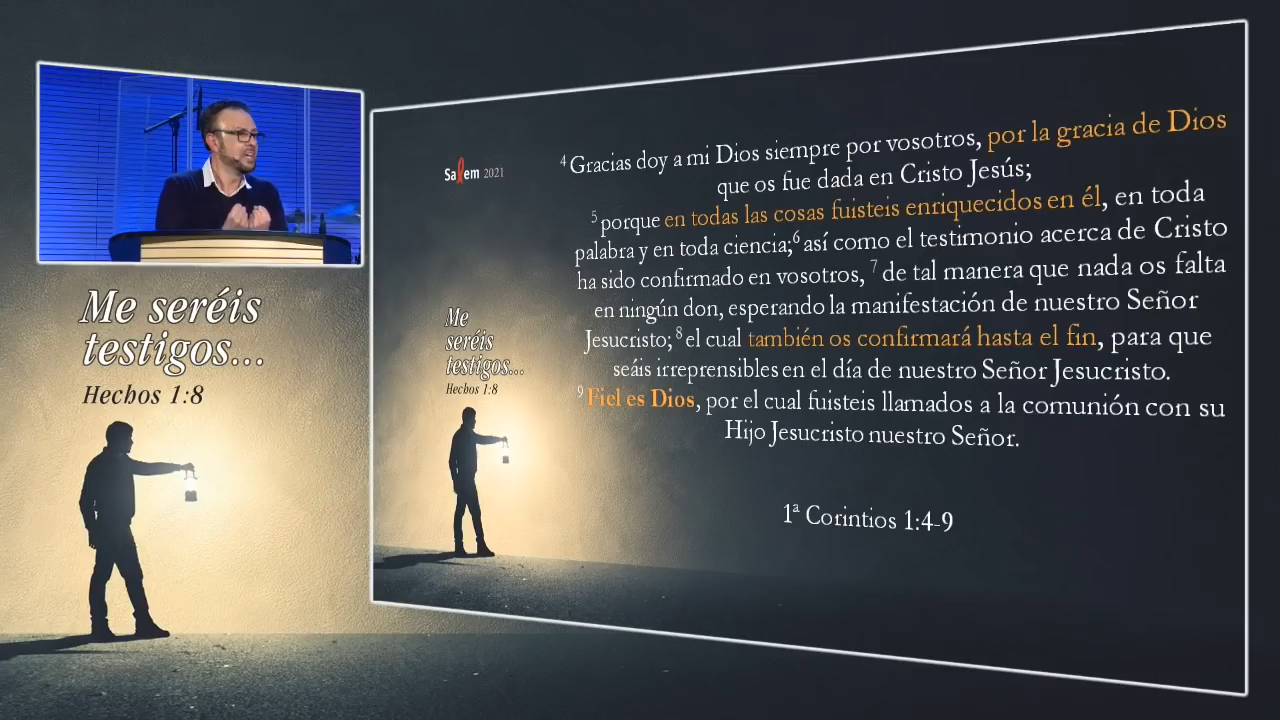 Me seréis
testigos...
Hechos 1:8
Salem 2021
Me
seréis
testigos...
Hechos 1:8
⁴ Gracias doy a mi Dios siempre por vosotros, por la gracia de Dios
que os fue dada en Cristo Jesús;
⁵ porque en todas las cosas fuisteis enriquecidos en él, en toda
palabra y en toda ciencia;⁶ así como el testimonio acerca de Cristo
ha sido confirmado en vosotros, ⁷ de tal manera que nada os falta
en ningún don, esperando la manifestación de nuestro Señor
Jesucristo;⁸ el cual también os confirmará hasta el fin, para que
seáis irreprensibles en el día de nuestro Señor Jesucristo.
⁹ Fiel es Dios, por el cual fuisteis llamados a la comunión con su
Hijo Jesucristo nuestro Señor.
1ª Corintios 1:4-9